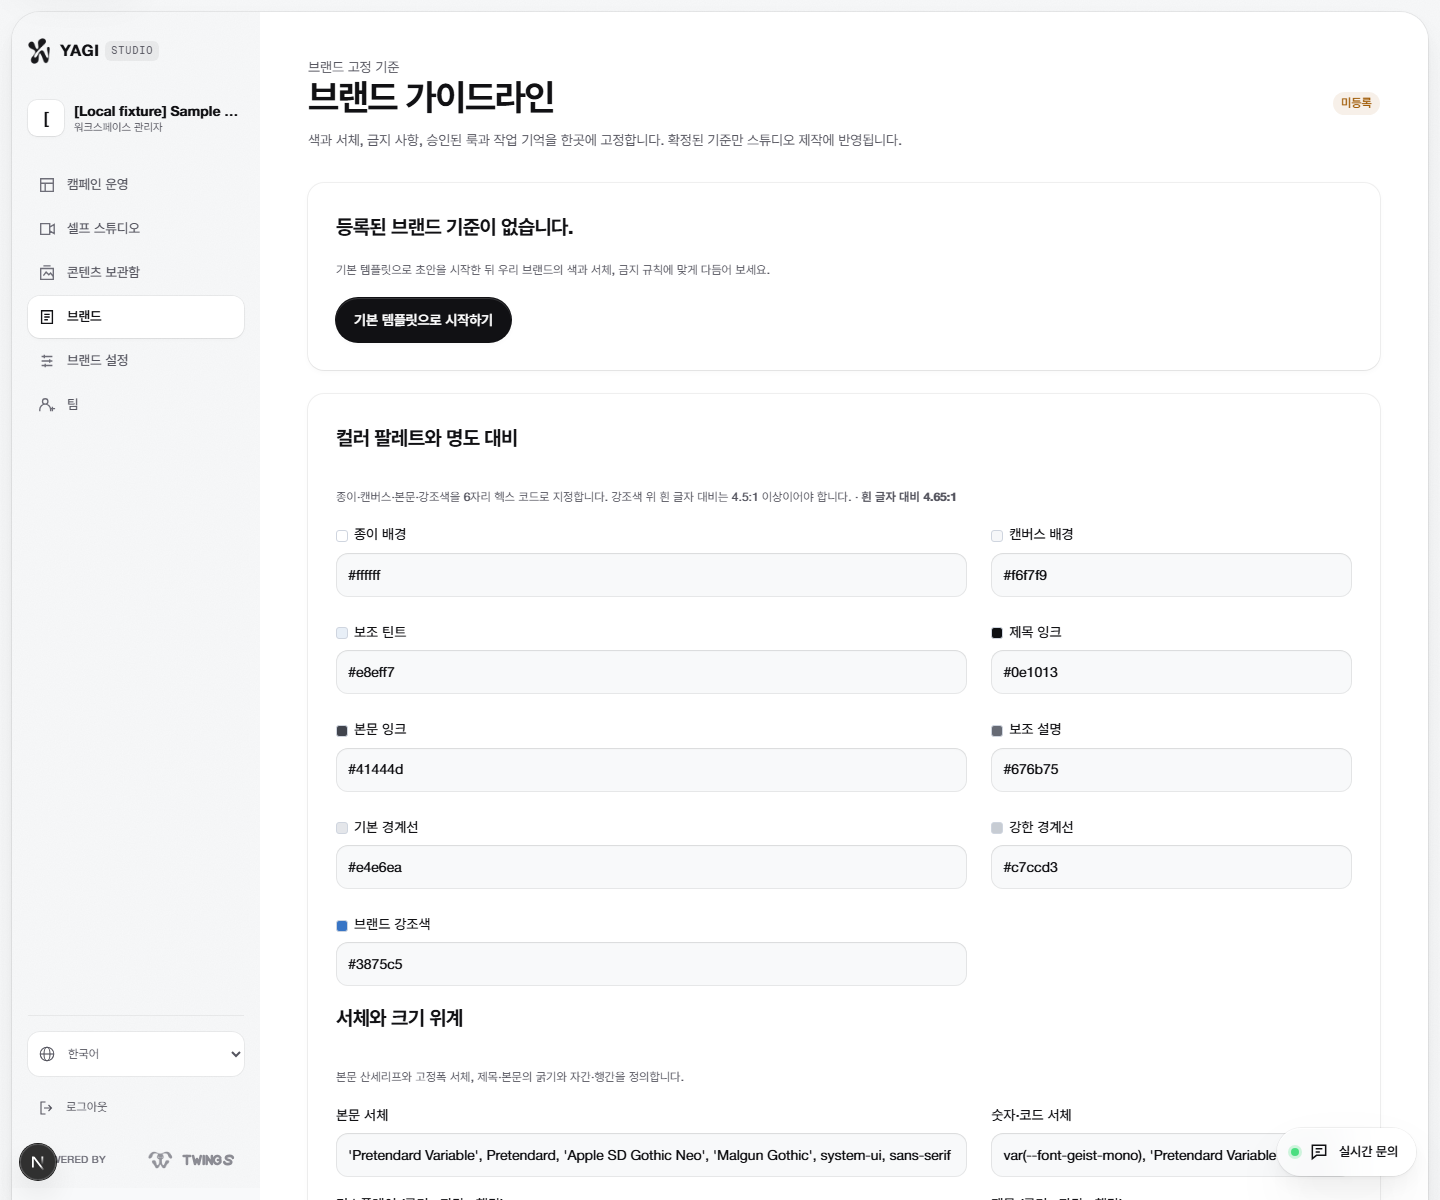 YAGI STUDIO
[
[Local fixture] Sample ...
워크스페이스 관리자
캠페인 운영
셀프 스튜디오
콘텐츠 보관함
브랜드
브랜드 설정
팀
한국어
로그아웃
N
WERED BY
TWINGS
브랜드 고정 기준
브랜드 가이드라인
미등록
색과 서체, 금지 사항, 승인된 룩과 작업 기억을 한곳에 고정합니다. 확정된 기준만 스튜디오 제작에 반영됩니다.
등록된 브랜드 기준이 없습니다.
기본 템플릿으로 초안을 시작한 뒤 우리 브랜드의 색과 서체, 금지 규칙에 맞게 다듬어 보세요.
기본 템플릿으로 시작하기
컬러 팔레트와 명도 대비
종이·캔버스·본문·강조색을 6자리 헥스 코드로 지정합니다. 강조색 위 흰 글자 대비는 4.5:1 이상이어야 합니다. · 흰 글자 대비 4.65:1
종이 배경
#ffffff
캔버스 배경
#f6f7f9
보조 틴트
#e8eff7
제목 잉크
#0e1013
본문 잉크
#41444d
보조 설명
#676b75
기본 경계선
#e4e6ea
강한 경계선
#c7ccd3
브랜드 강조색
#3875c5
서체와 크기 위계
본문 산세리프와 고정폭 서체, 제목·본문의 굵기와 자간·행간을 정의합니다.
본문 서체
'Pretendard Variable', Pretendard, 'Apple SD Gothic Neo', 'Malgun Gothic', system-ui, sans-serif
숫자·코드 서체
var(--font-geist-mono), 'Pretendard Variable
실시간 문의